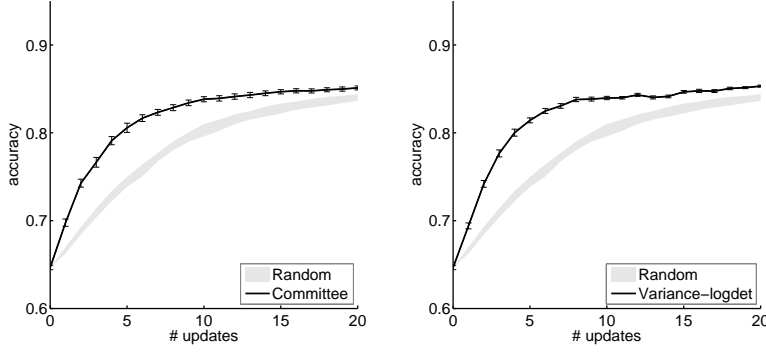 0.9
0.8
0.7
0.6
accuracy
0
5
10
15
20
# updates
Random
Committee
0.9
0.8
0.7
0.6
accuracy
0
5
10
15
20
# updates
Random
Variance−logdet